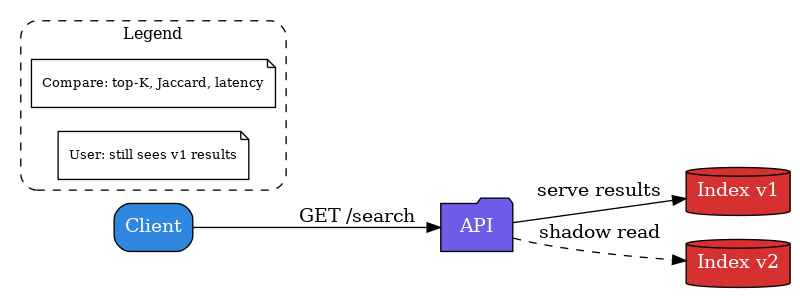 Legend
Compare: top-K, Jaccard, latency
User: still sees v1 results
Client
GET /search
API
serve results
shadow read
Index v1
Index v2